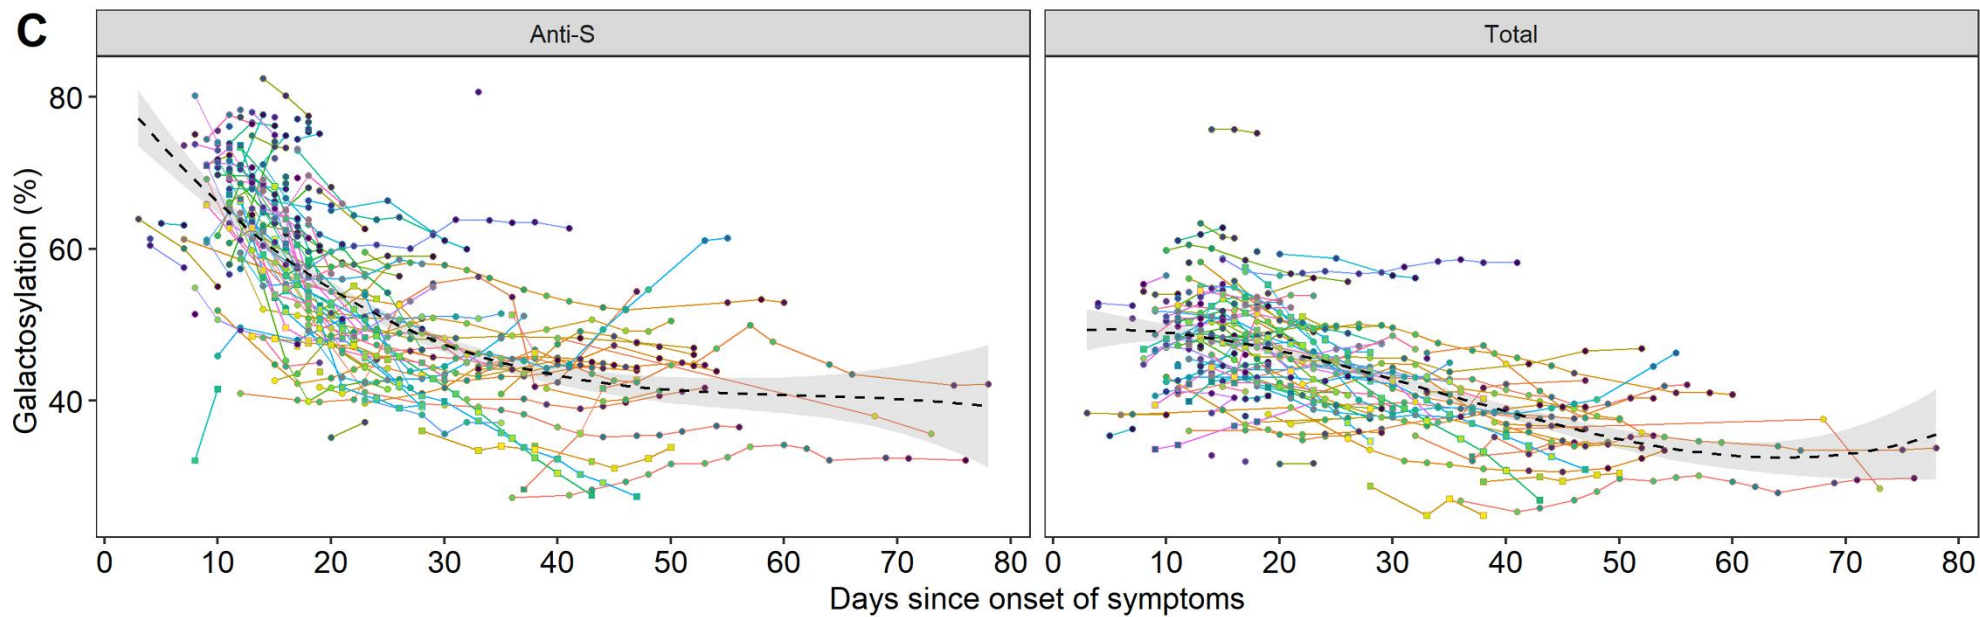 C
Anti-S
Total
Galactosylation (%)
80
60
40
0 10 20 30 40 50 60 70 80
0 10 20 30 40 50 60 70 80
Days since onset of symptoms